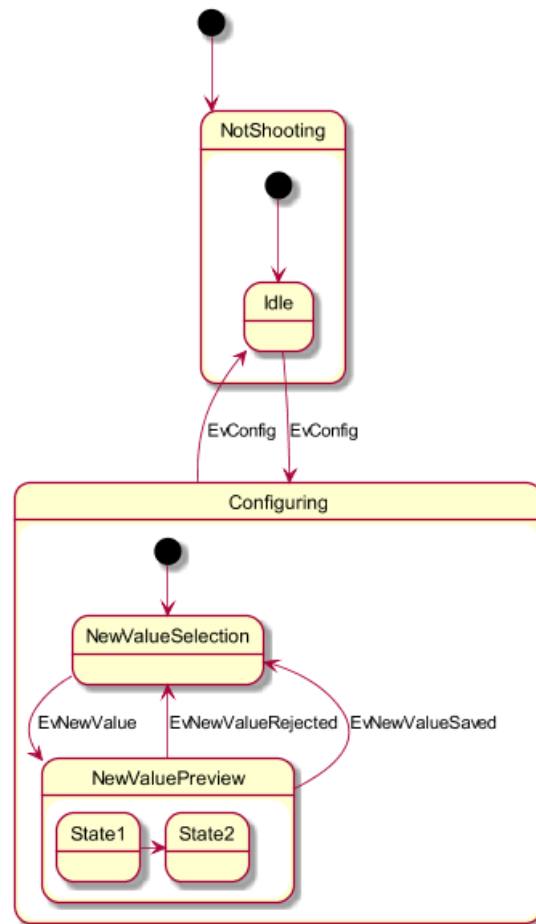 NotShooting
Idle
EvConfig
EvConfig
Configuring
NewValueSelection
EvNewValue
EvNewValueRejected
EvNewValueSaved
NewValuePreview
State1
State2